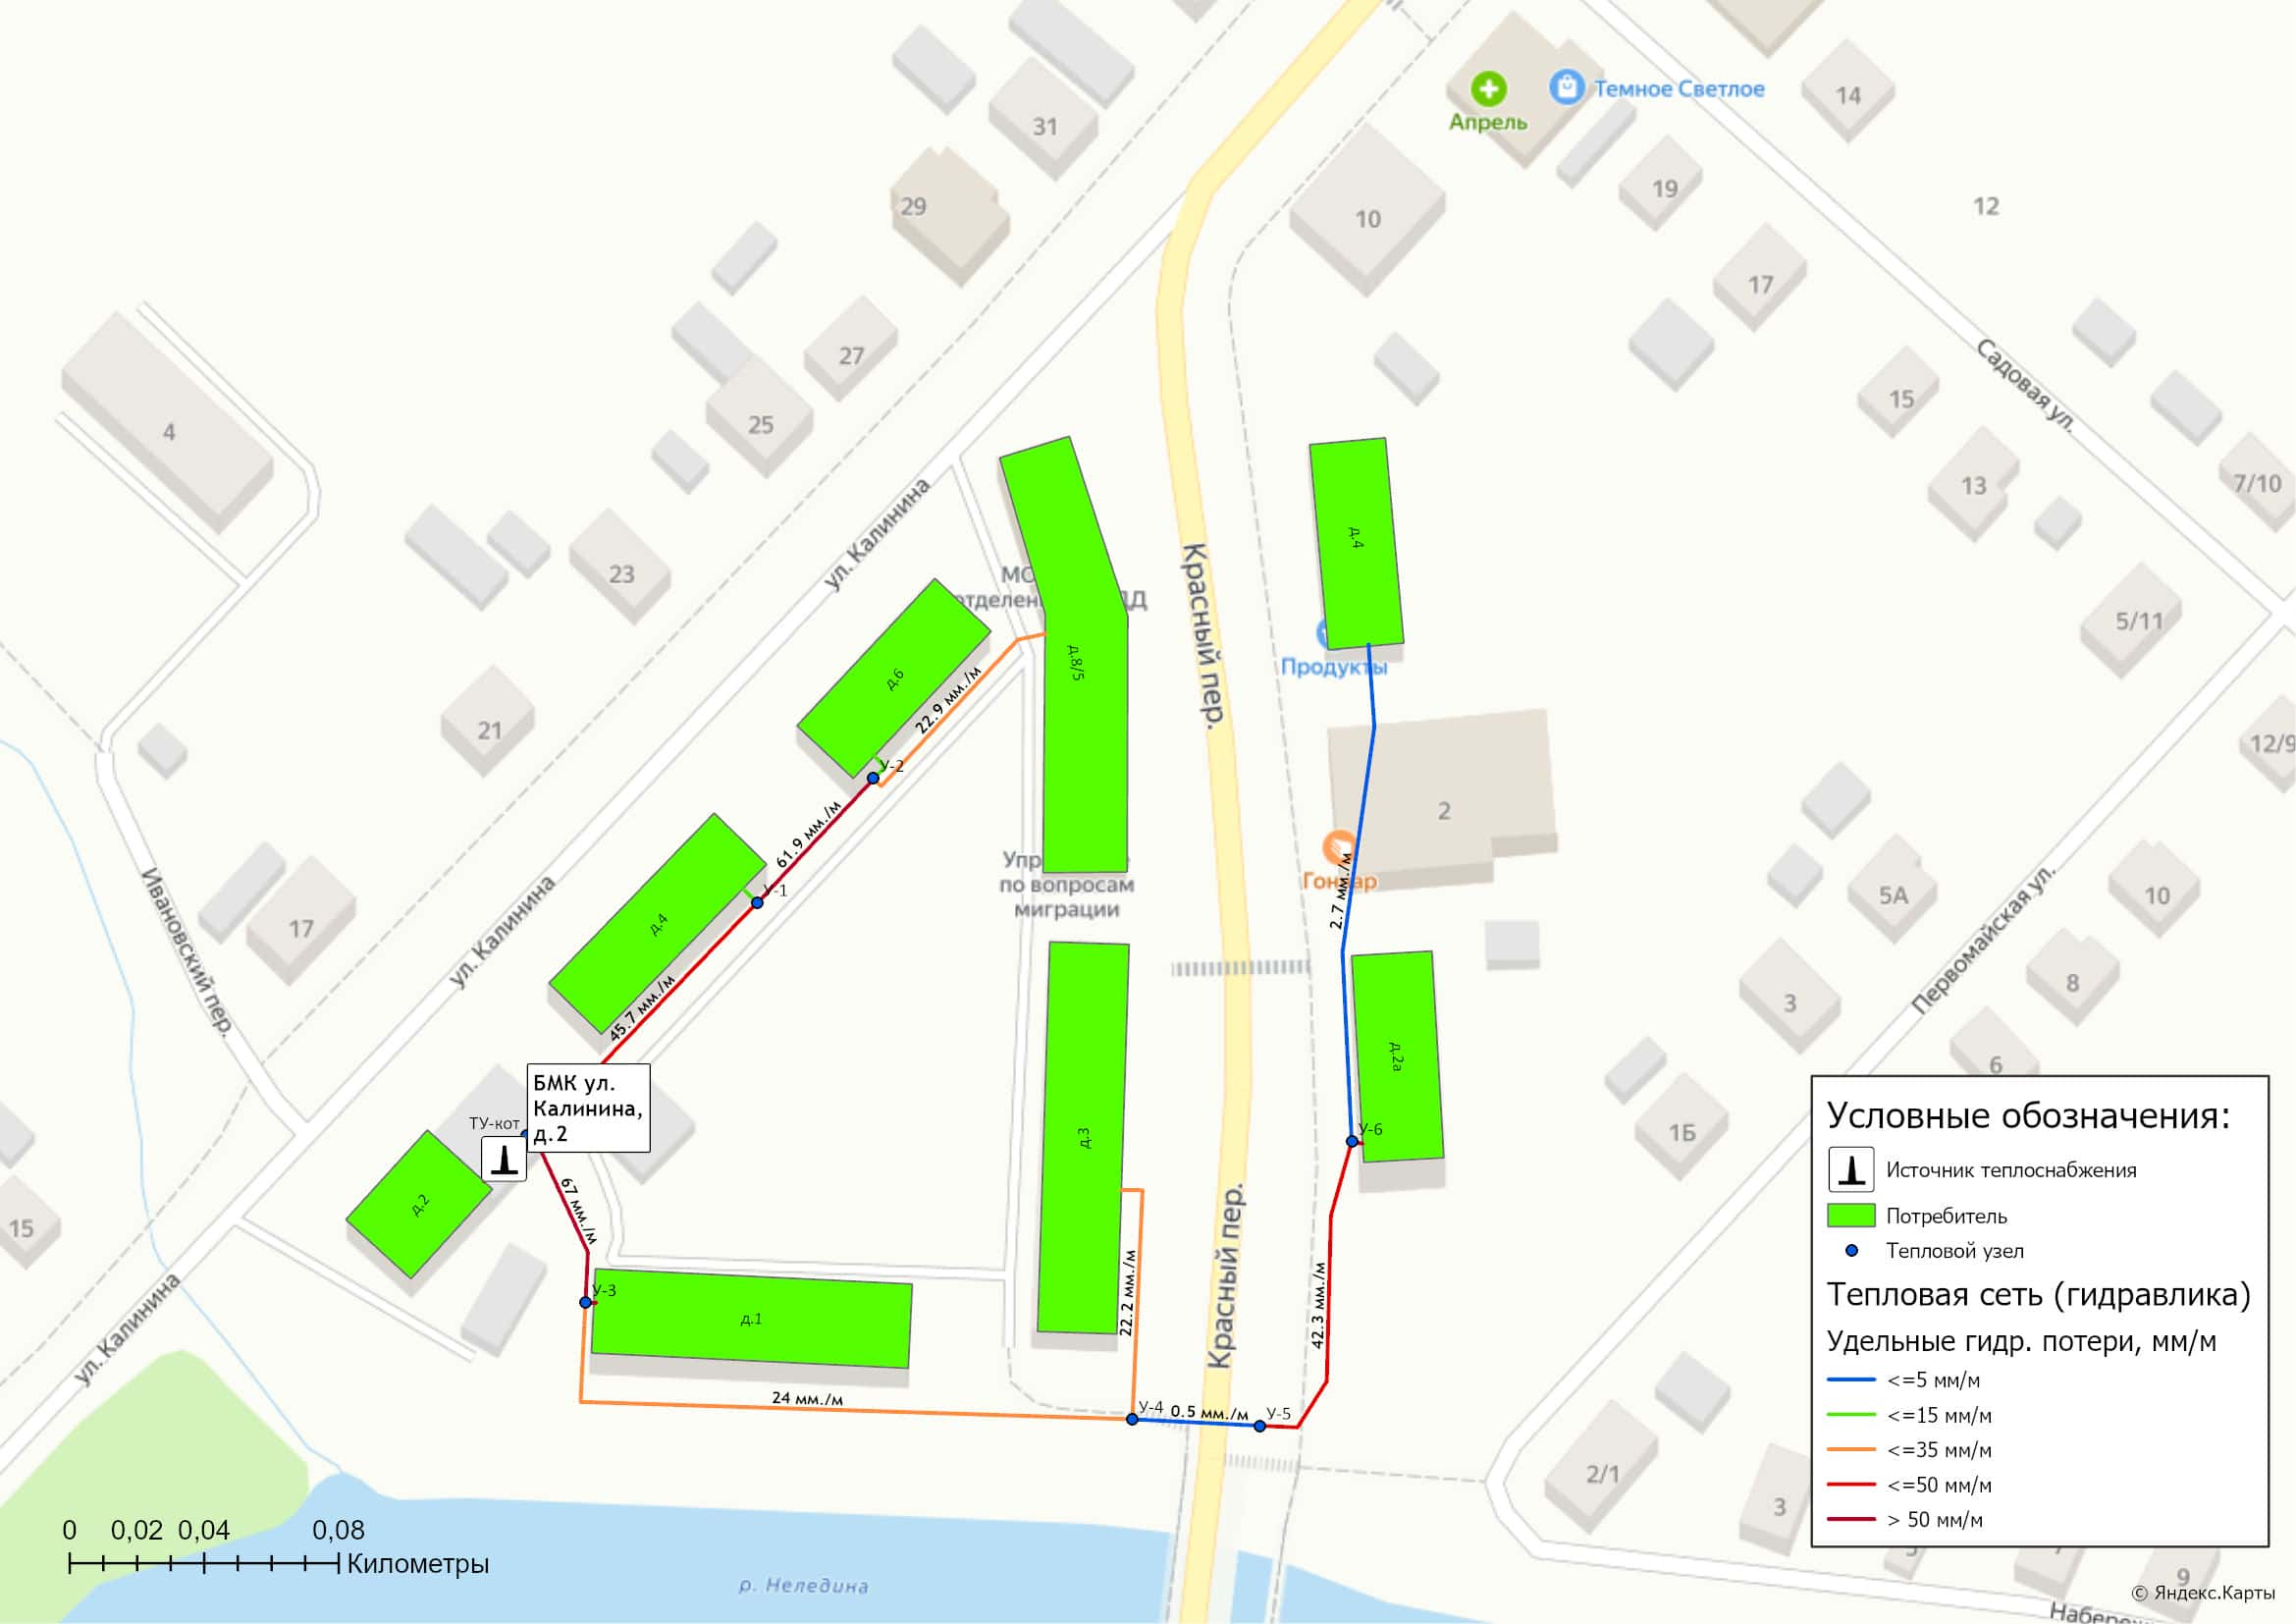 Темное Светлое
Апрель
14
31
19
12
29
10
17
27
15
25
Садовая ул.
4
7/10
13
ул. Калинина
23
МО
отделен
ДД
Красный пер.
д.4
5/11
д.8/5
Продукты
д.6
22.9 мм./м
21
12/9
У-2
2
61.9 мм./м
Гончар
2.7 мм./м
У-1
Упр
по вопросам
миграции
5А
10
Ивановский пер.
17
ул. Калинина
д.4
Первомайская ул.
45.7 мм./м
3
8
6
д.2а
БМК ул.
Калинина,
д.2
ТУ-кот
У-6
1Б
д.3
д.2
67 мм./м
15
Красный пер.
22.2 мм./м
42.3 мм./м
У-3
д.1
ул. Калинина
24 мм./м
У-4
0.5 мм./м
У-5
2/1
3
Условные обозначения:
Источник теплоснабжения
Потребитель
Тепловой узел
Тепловая сеть (гидравлика)
Удельные гидр. потери, мм/м
<=5 мм/м
<=15 мм/м
<=35 мм/м
<=50 мм/м
> 50 мм/м
0 0,02 0,04 0,08
Километры
р. Неледина
9
© Яндекс.Карты